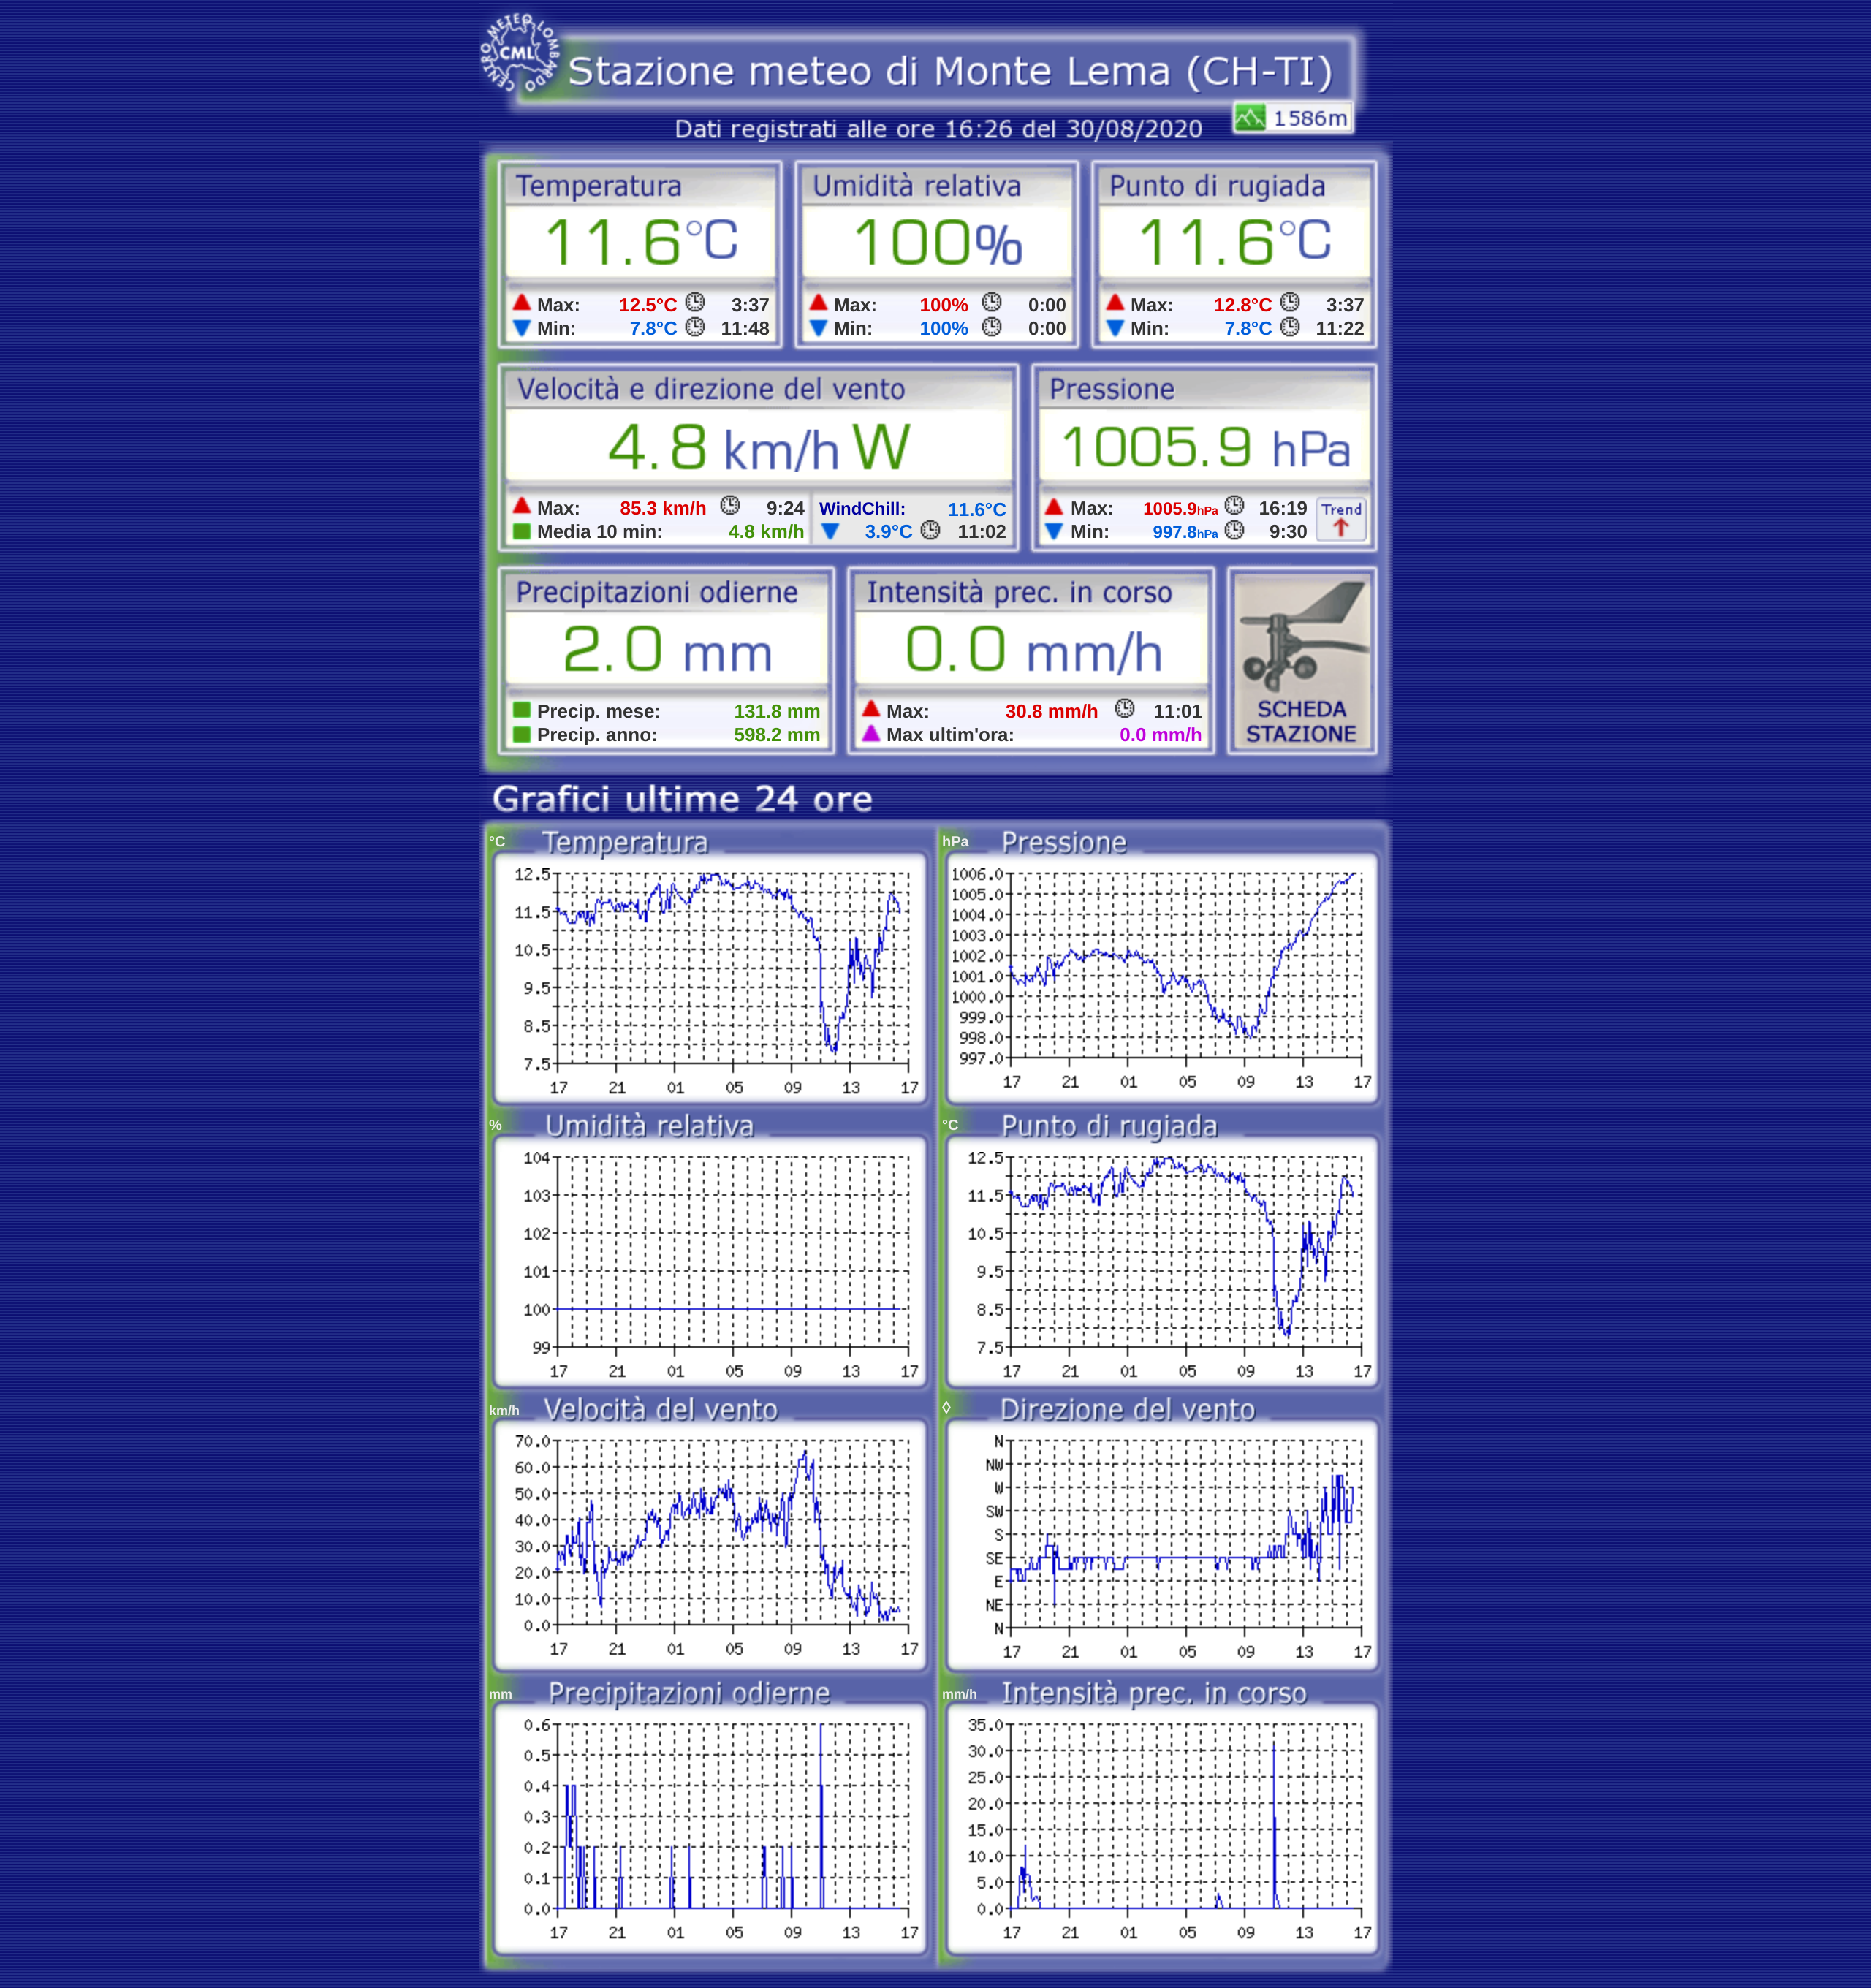 CENTRO METEO LOMBARDO
CML
Stazione meteo di Monte Lema (CH-TI)
1586m
Dati registrati alle ore 16:26 del 30/08/2020
Temperatura
11.6°C
Max: 12.5°C 3:37
Min: 7.8°C 11:48
Umidità relativa
100%
Max: 100% 0:00
Min: 100% 0:00
Punto di rugiada
11.6°C
Max: 12.8°C 3:37
Min: 7.8°C 11:22
Velocità e direzione del vento
4.8 km/h W
Max: 85.3 km/h 9:24
Media 10 min: 4.8 km/h
WindChill: 11.6°C
3.9°C 11:02
Pressione
1005.9 hPa
Max: 1005.9hPa 16:19
Min: 997.8hPa 9:30
Trend
Precipitazioni odierne
2.0 mm
Precip. mese: 131.8 mm
Precip. anno: 598.2 mm
Intensità prec. in corso
0.0 mm/h
Max: 30.8 mm/h 11:01
Max ultim'ora: 0.0 mm/h
SCHEDA
STAZIONE
Grafici ultime 24 ore
°C Temperatura
12.5
11.5
10.5
9.5
8.5
7.5
17 21 01 05 09 13 17
hPa Pressione
1006.0
1005.0
1004.0
1003.0
1002.0
1001.0
1000.0
999.0
998.0
997.0
17 21 01 05 09 13 17
% Umidità relativa
104
103
102
101
100
99
17 21 01 05 09 13 17
°C Punto di rugiada
12.5
11.5
10.5
9.5
8.5
7.5
17 21 01 05 09 13 17
km/h Velocità del vento
70.0
60.0
50.0
40.0
30.0
20.0
10.0
0.0
17 21 01 05 09 13 17
◊ Direzione del vento
N
NW
W
SW
S
SE
E
NE
N
17 21 01 05 09 13 17
mm Precipitazioni odierne
0.6
0.5
0.4
0.3
0.2
0.1
0.0
17 21 01 05 09 13 17
mm/h Intensità prec. in corso
35.0
30.0
25.0
20.0
15.0
10.0
5.0
0.0
17 21 01 05 09 13 17